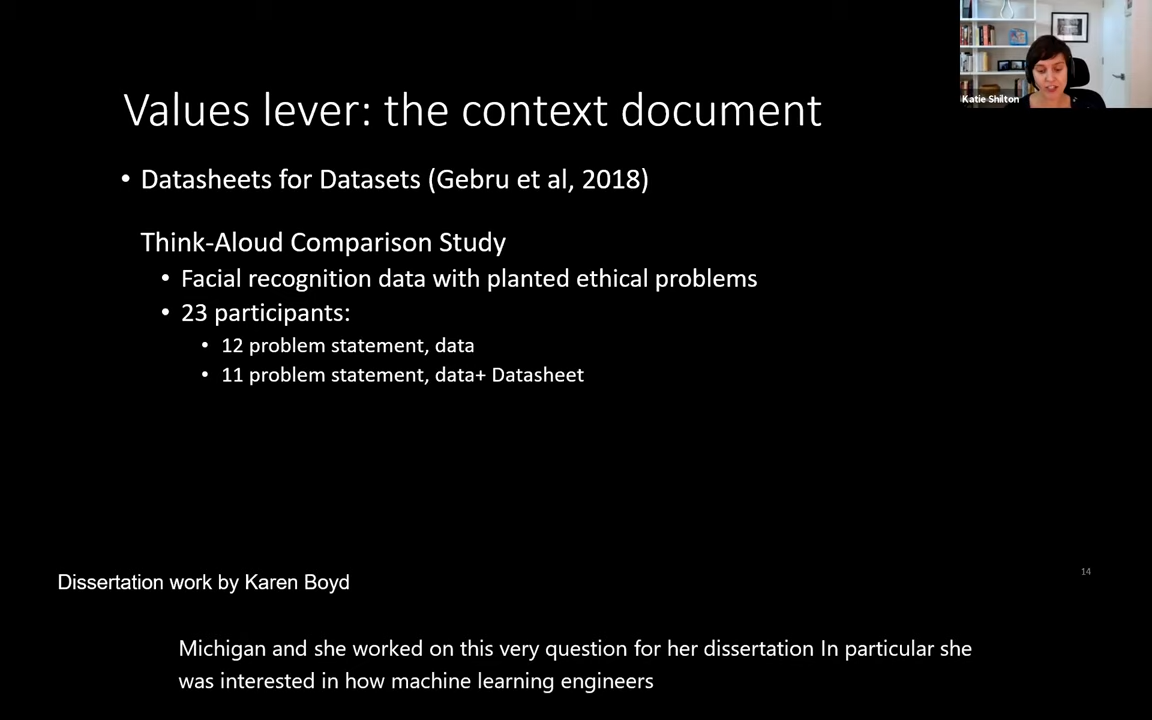 Katie Shilton
Values lever: the context document
• Datasheets for Datasets (Gebru et al, 2018)
Think-Aloud Comparison Study
• Facial recognition data with planted ethical problems
• 23 participants:
• 12 problem statement, data
• 11 problem statement, data+ Datasheet
14
Dissertation work by Karen Boyd
Michigan and she worked on this very question for her dissertation In particular she
was interested in how machine learning engineers